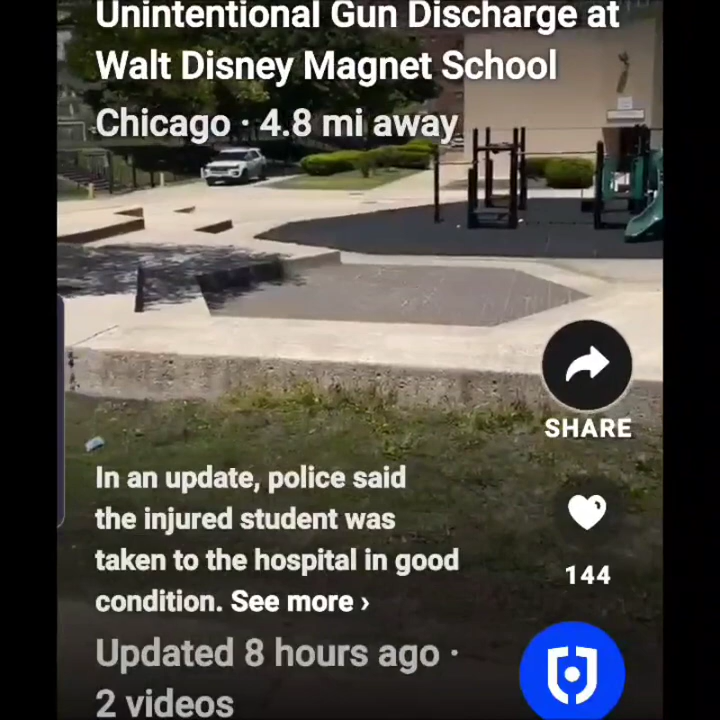 Unintentional Gun Discharge at
Walt Disney Magnet School
Chicago · 4.8 mi away
SHARE
In an update, police said
the injured student was
taken to the hospital in good
condition. See more ›
144
Updated 8 hours ago ·
2 videos